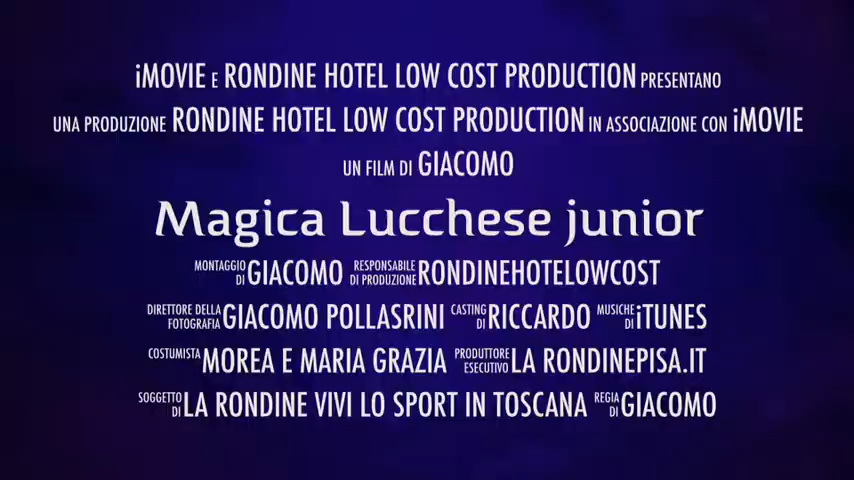 iMOVIE E RONDINE HOTEL LOW COST PRODUCTION PRESENTANO
UNA PRODUZIONE RONDINE HOTEL LOW COST PRODUCTION IN ASSOCIAZIONE CON iMOVIE
UN FILM DI GIACOMO
Magica Lucchese junior
MONTAGGIO DI GIACOMO RESPONSABILE DI PRODUZIONE RONDINEHOTELOWCOST
DIRETTORE DELLA FOTOGRAFIA GIACOMO POLLASRINI CASTING DI RICCARDO MUSICHE DI iTUNES
COSTUMISTA MOREA E MARIA GRAZIA PRODUTTORE ESECUTIVO LA RONDINEPISA.IT
SOGGETTO DI LA RONDINE VIVI LO SPORT IN TOSCANA REGIA DI GIACOMO